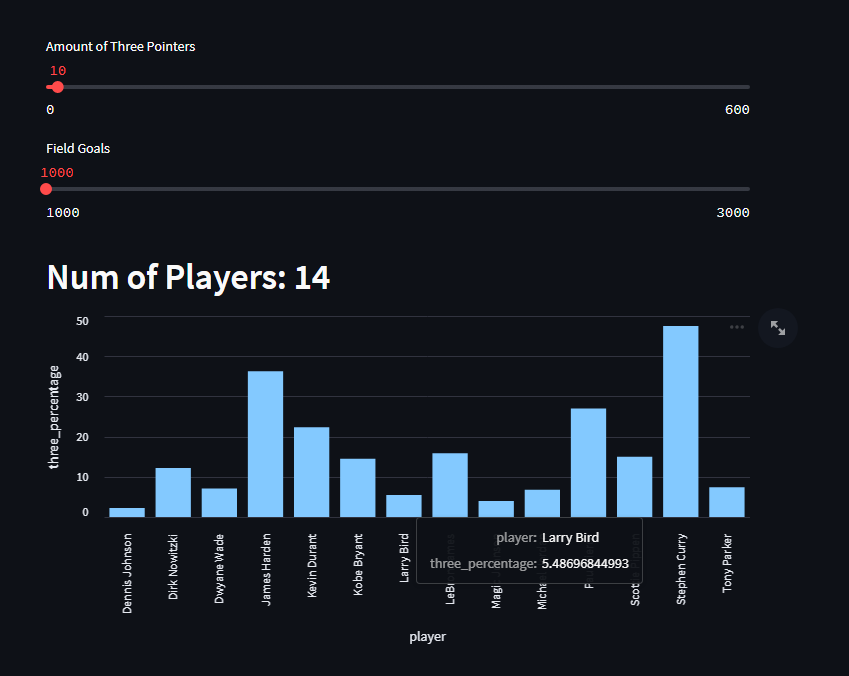 Amount of Three Pointers
10
0 600
Field Goals
1000
1000 3000
Num of Players: 14
50
40
30
20
10
0
three_percentage
Dennis Johnson
Dirk Nowitzki
Dwyane Wade
James Harden
Kevin Durant
Kobe Bryant
Larry Bird
Stephen Curry
Tony Parker
player: Larry Bird
three_percentage: 5.48696844993
player